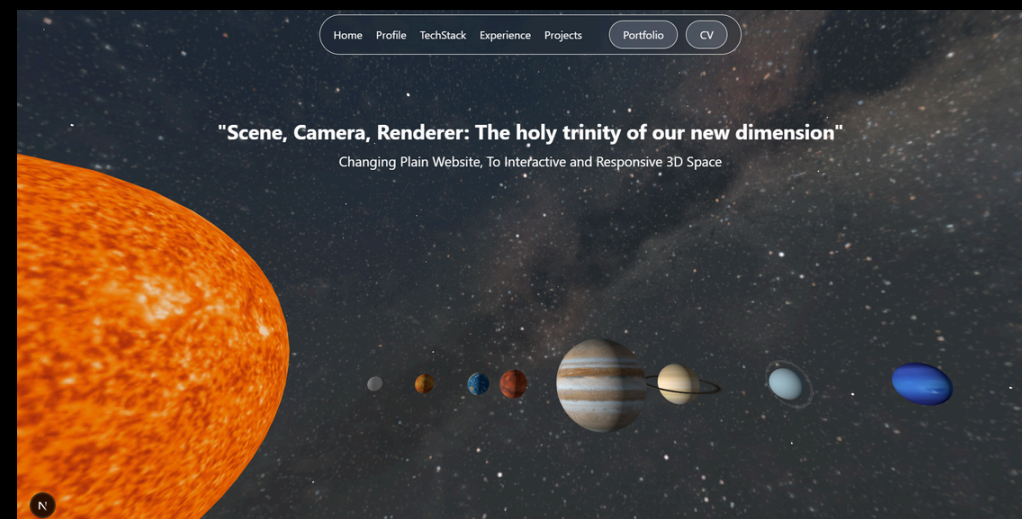 Home Profile TechStack Experience Projects Portfolio CV
"Scene, Camera, Renderer: The holy trinity of our new dimension"
Changing Plain Website, To Interactive and Responsive 3D Space
N